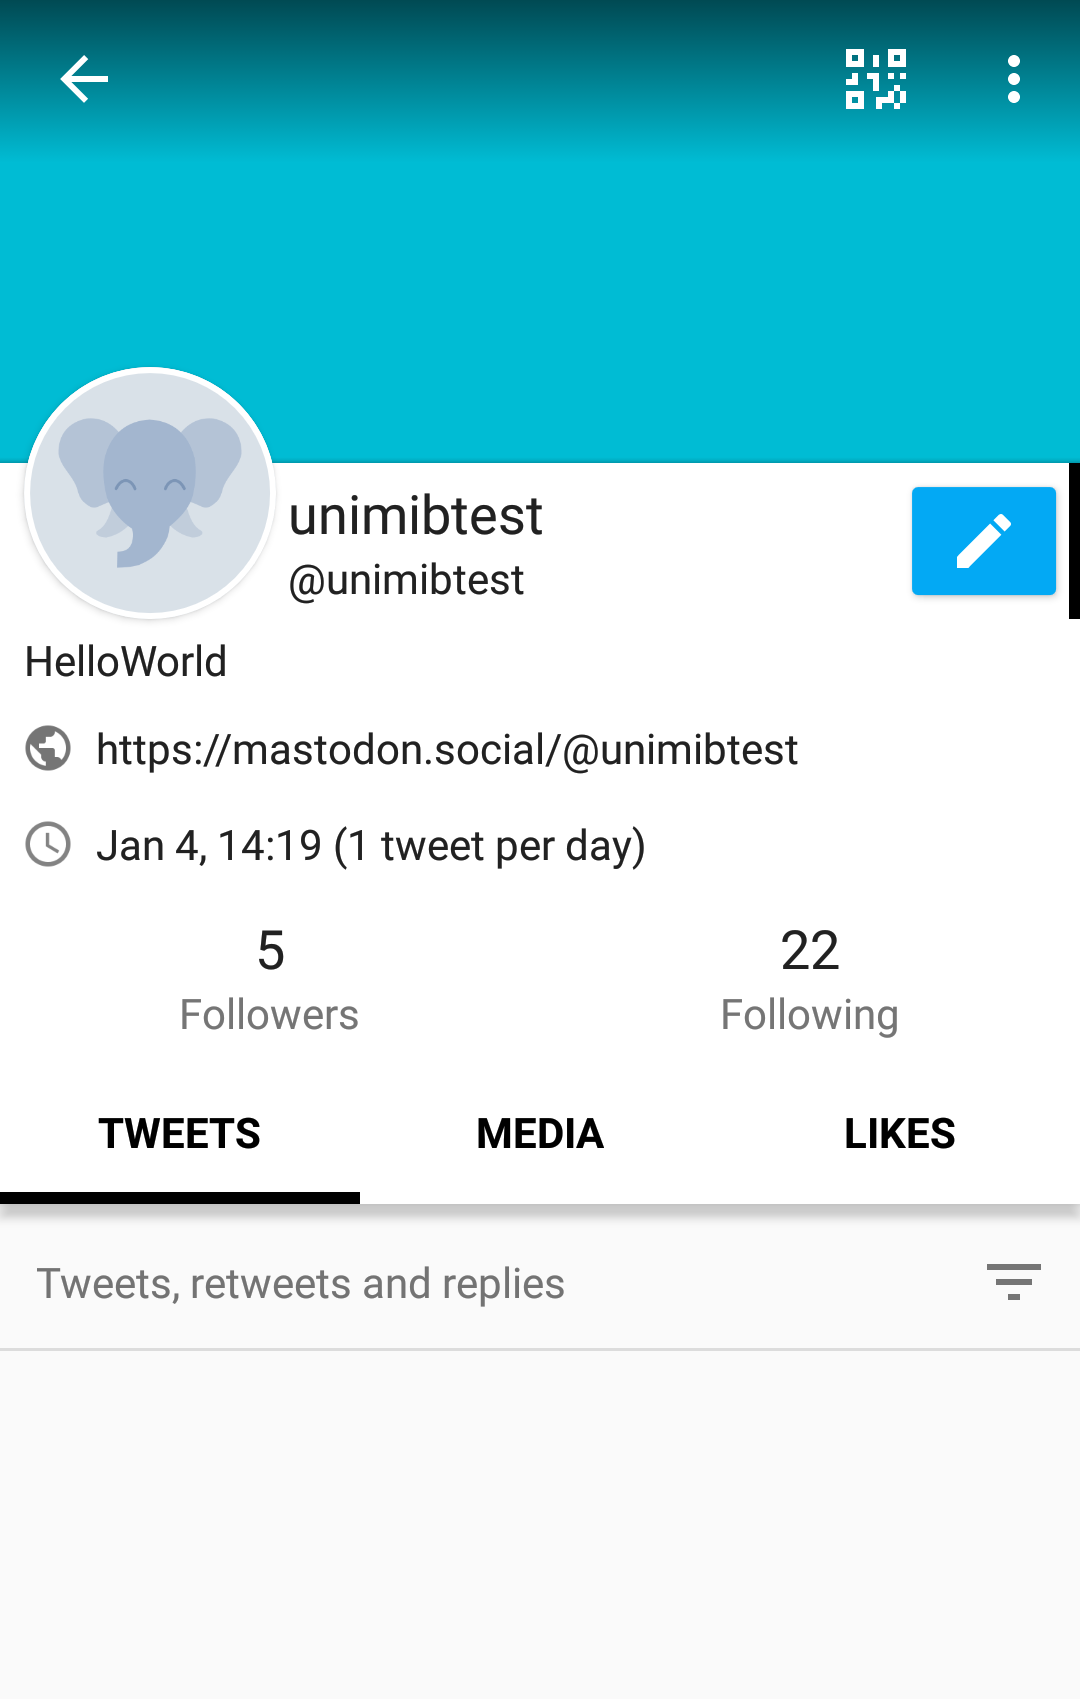 unimibtest
@unimibtest
HelloWorld
https://mastodon.social/@unimibtest
Jan 4, 14:19 (1 tweet per day)
5
Followers
22
Following
TWEETS
MEDIA
LIKES
Tweets, retweets and replies